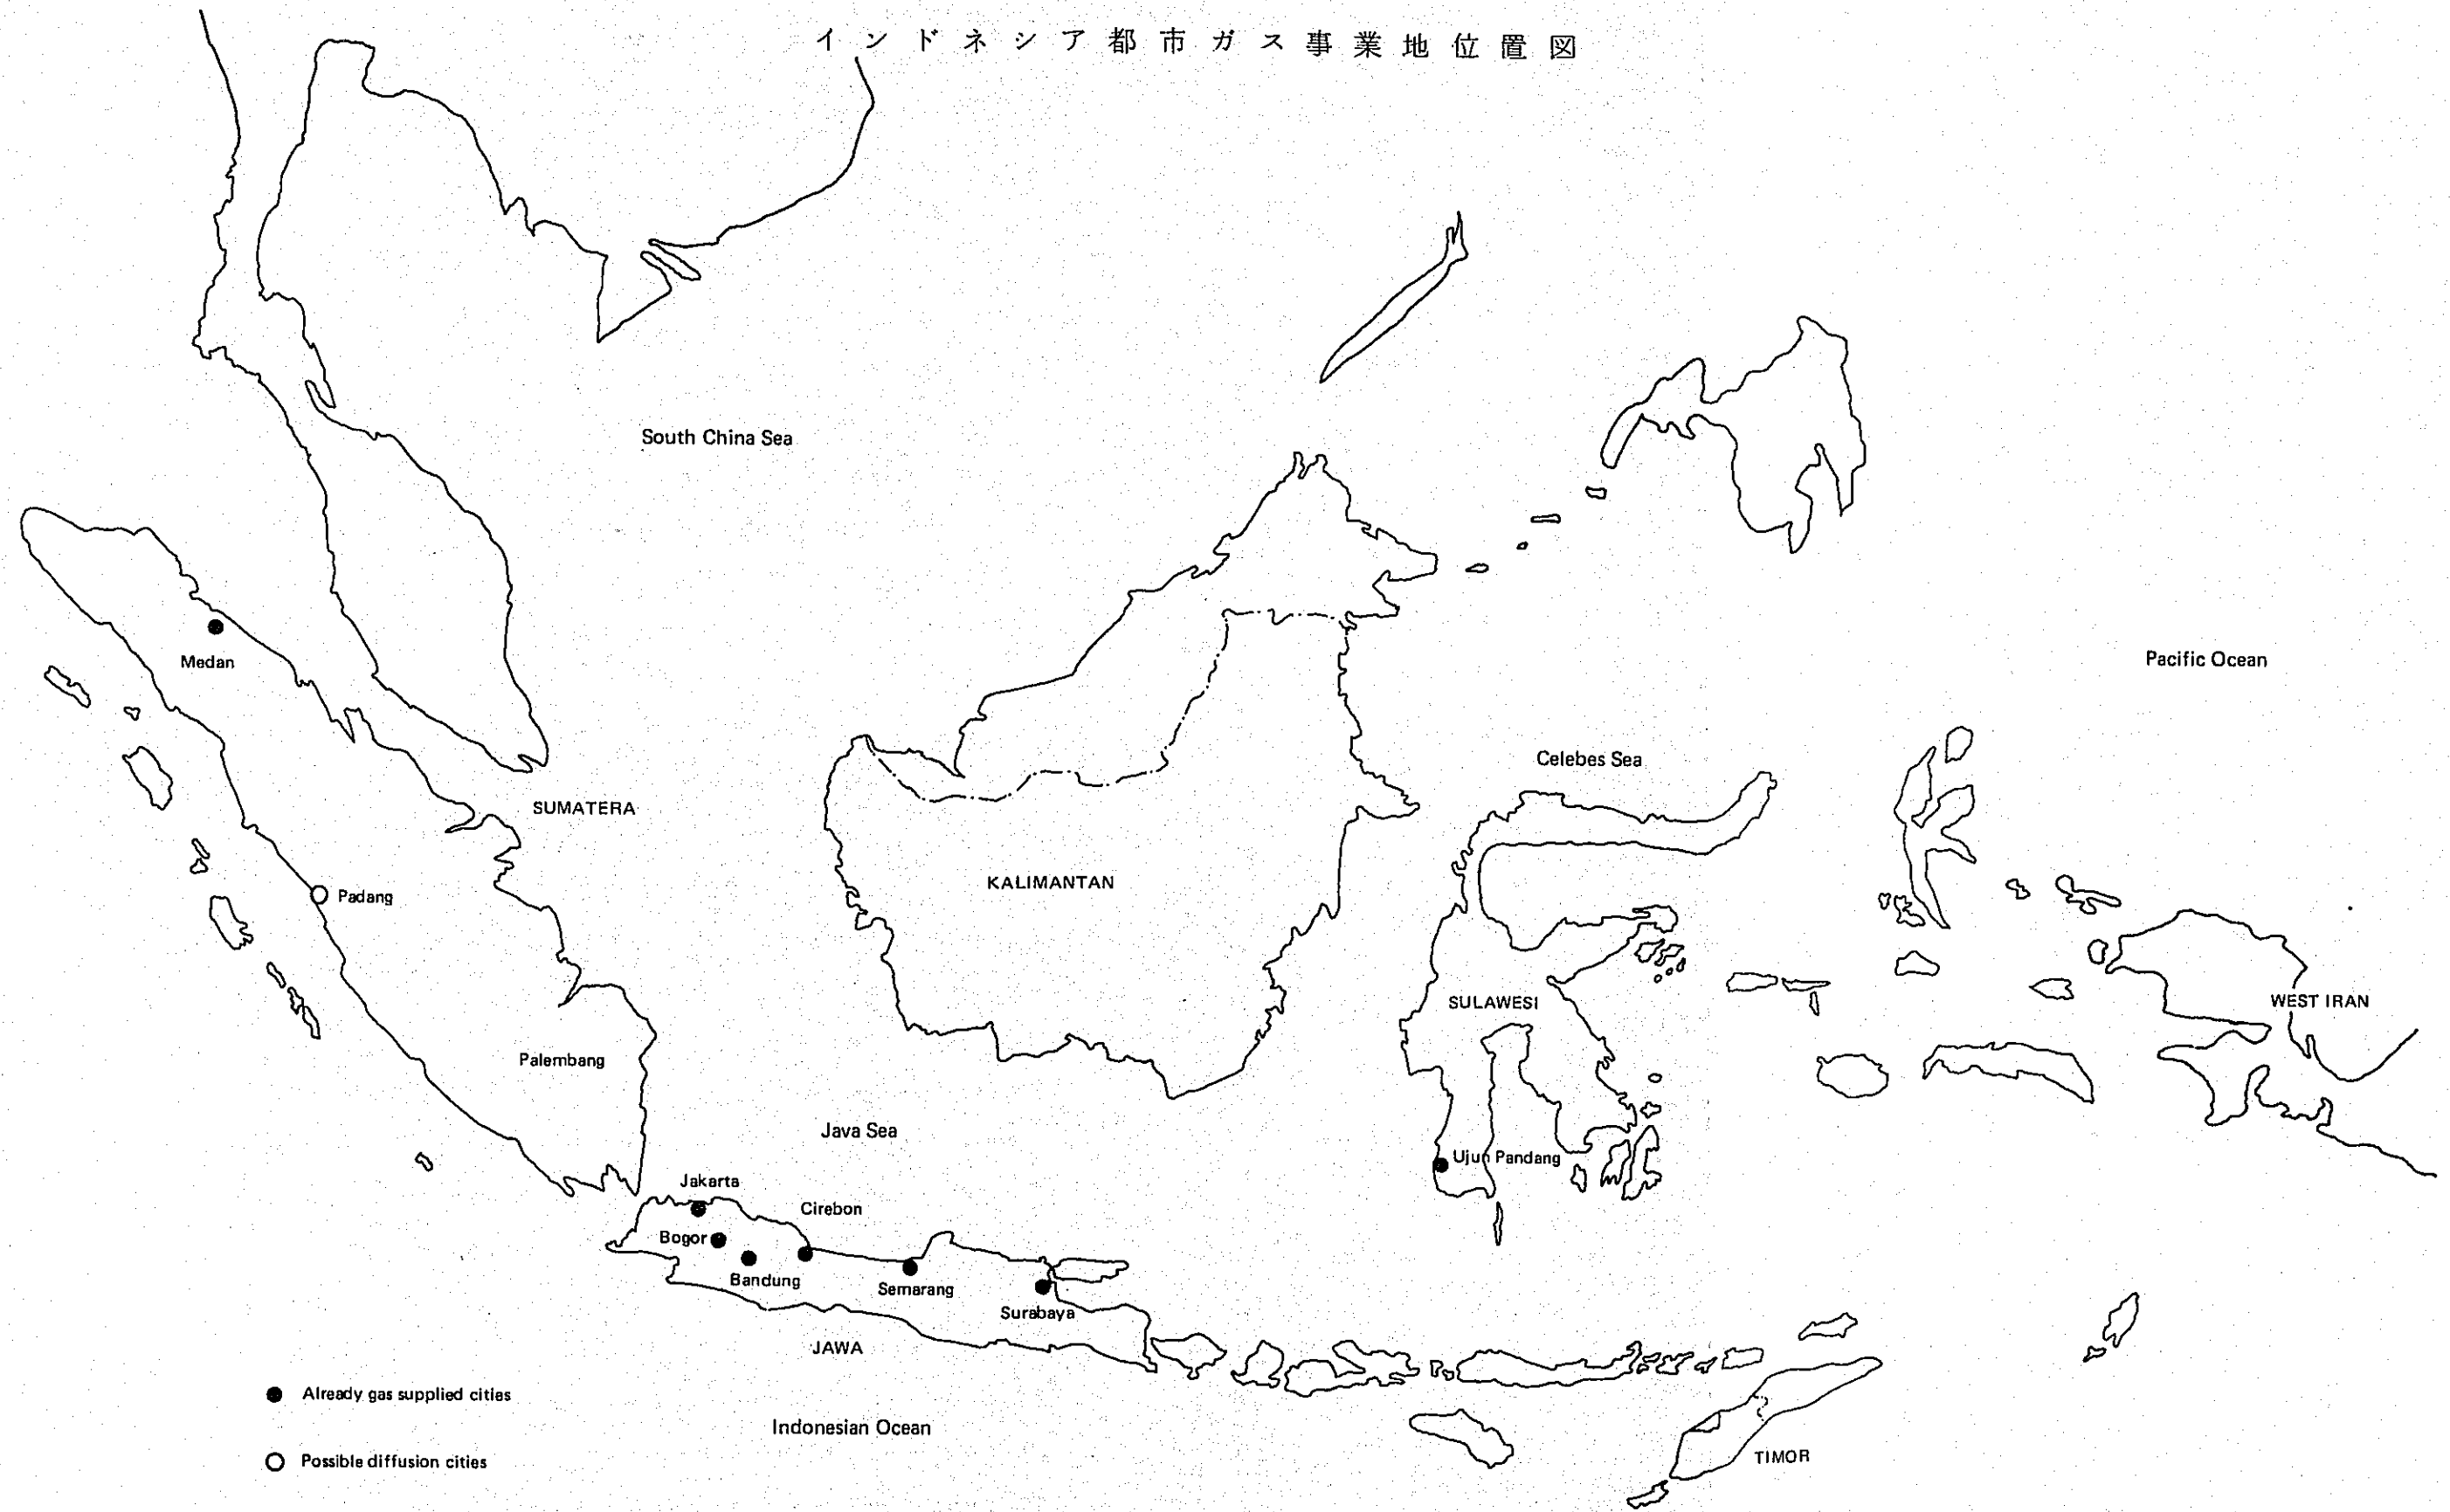 インドネシア都市ガス事業地位置図
South China Sea
Medan
Pacific Ocean
Celebes Sea
SUMATERA
KALIMANTAN
Padang
SULAWESI
WEST IRAN
Palembang
Java Sea
Ujun Pandang
Jakarta
Cirebon
Bogor
Bandung
Semarang
Surabaya
JAWA
Already gas supplied cities
Indonesian Ocean
TIMOR
Possible diffusion cities